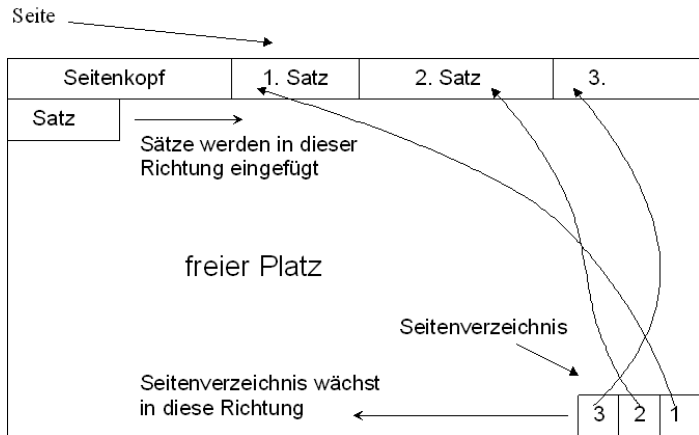 Seite
Seitenkopf
1. Satz
2. Satz
3.
Satz
Sätze werden in dieser
Richtung eingefügt
freier Platz
Seitenverzeichnis
Seitenverzeichnis wächst
in diese Richtung
3
2
1